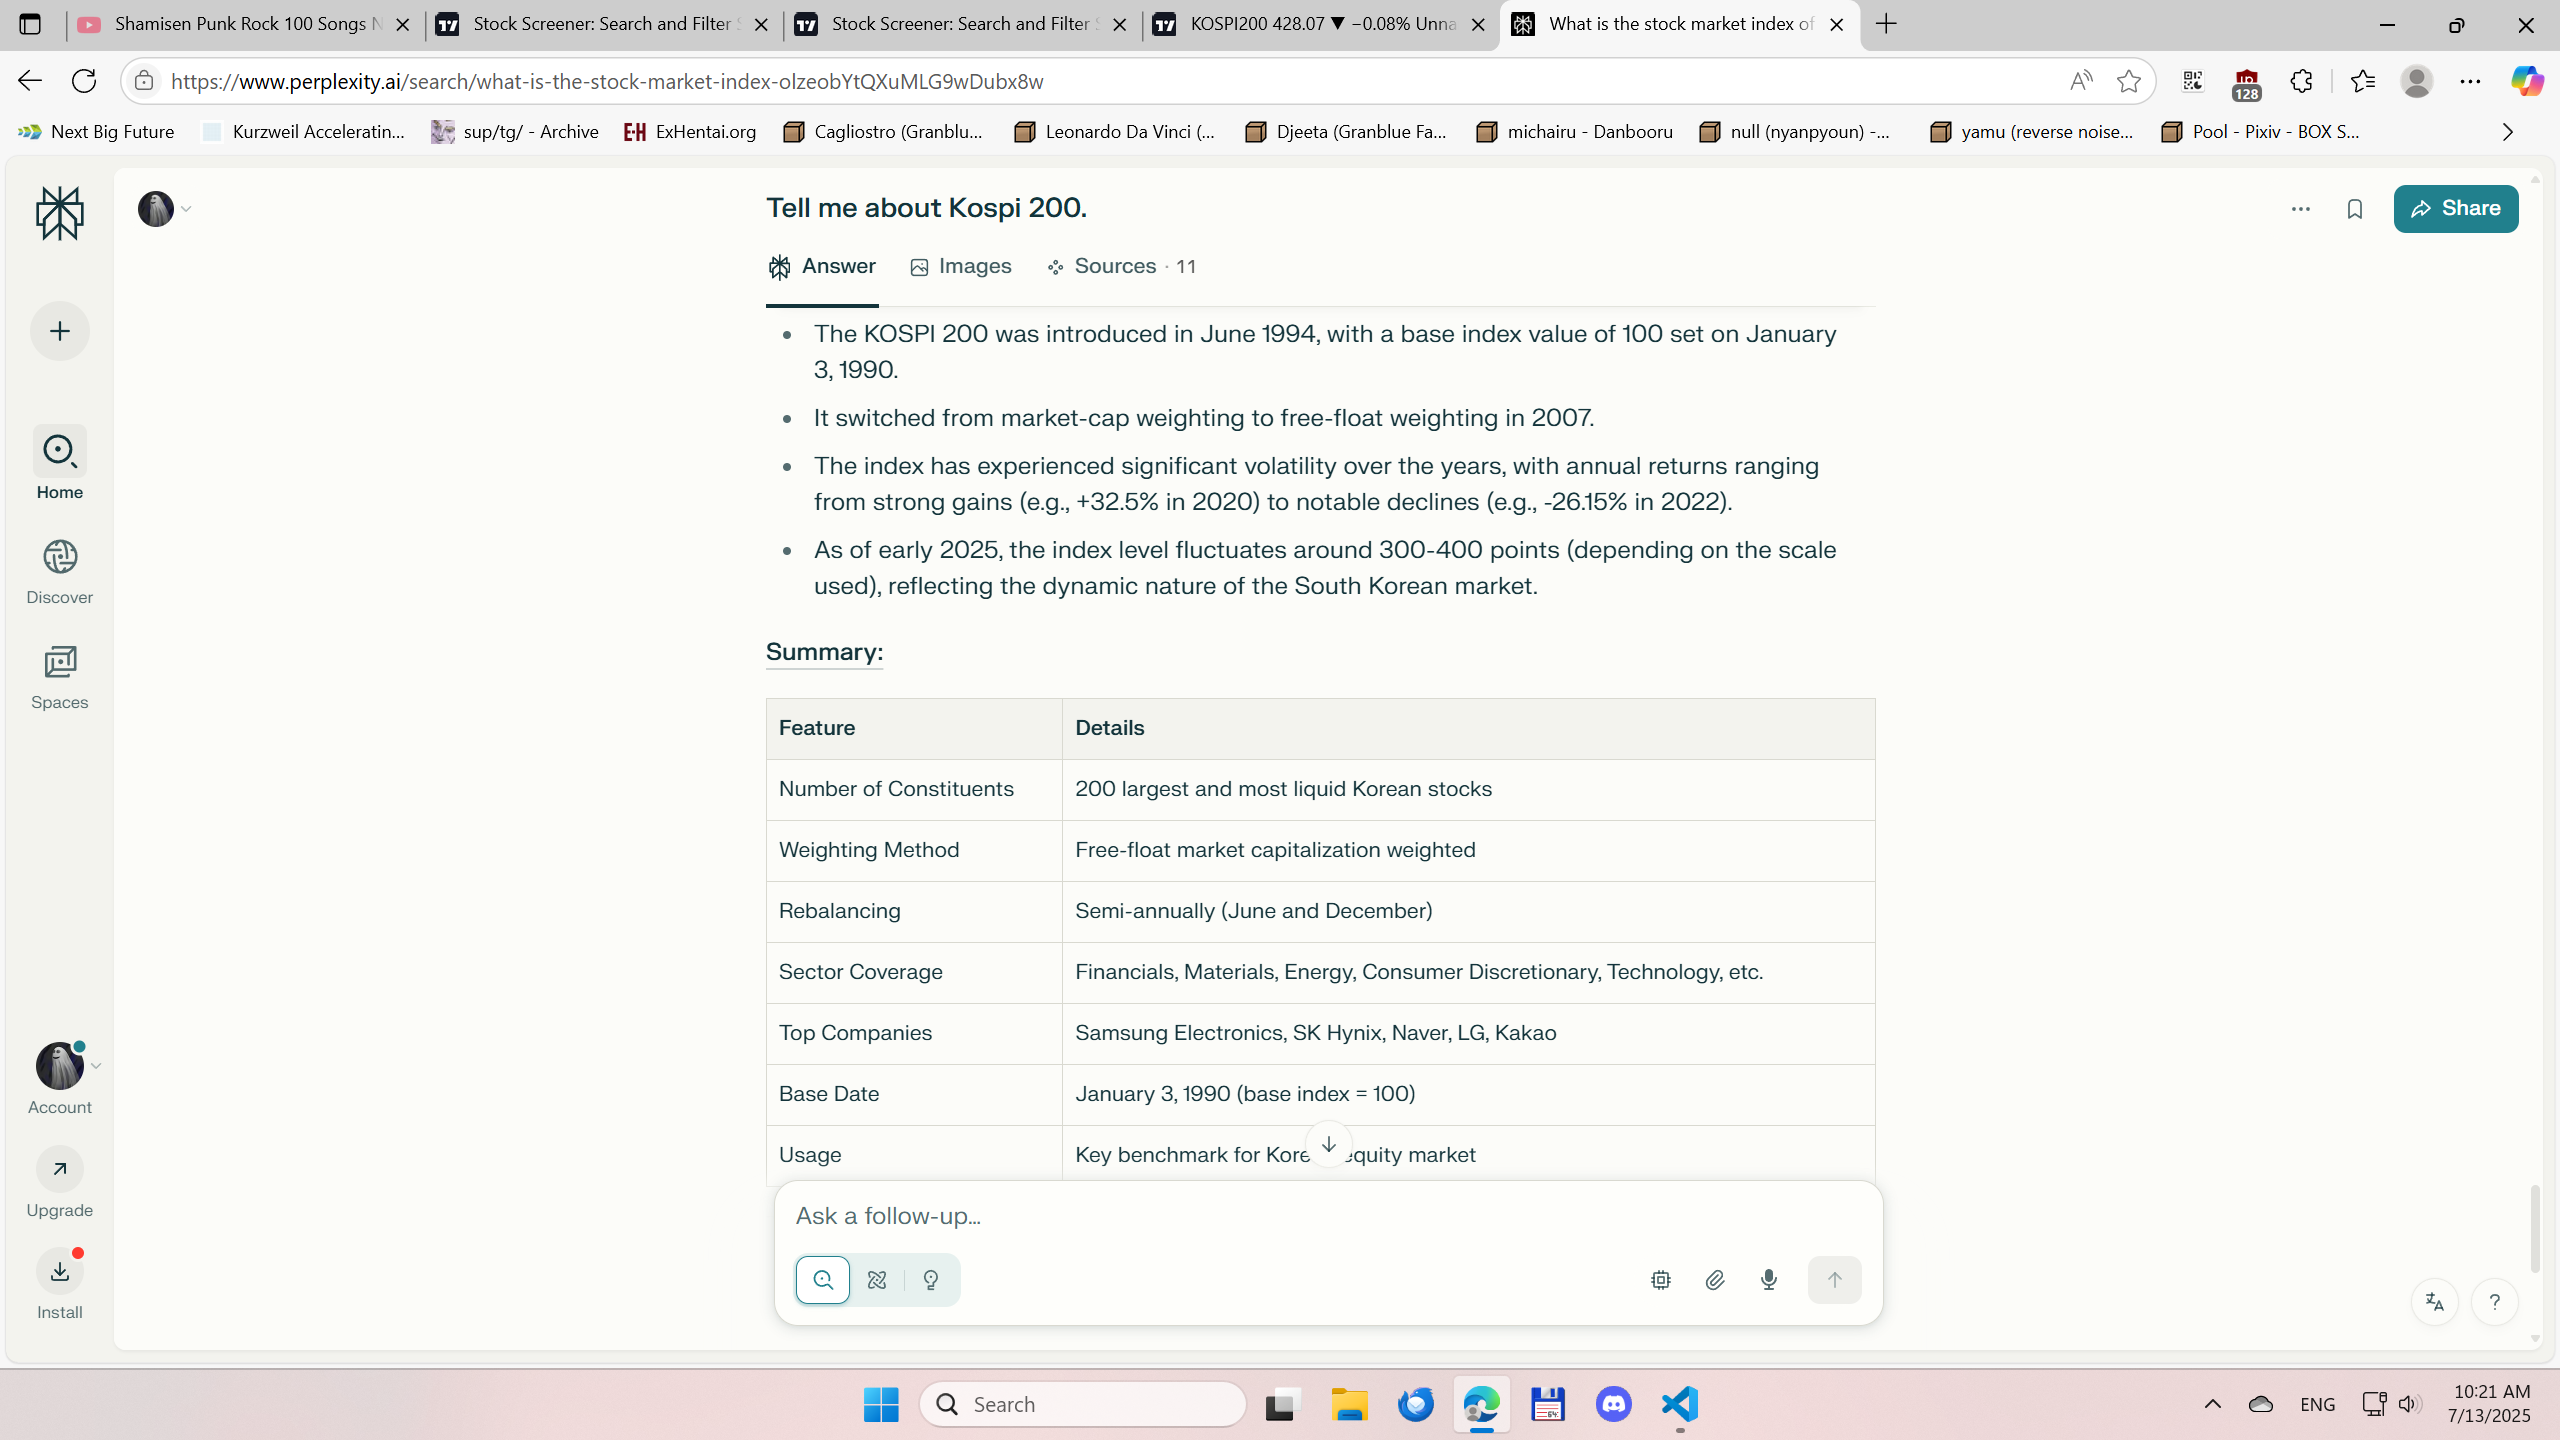 Shamisen Punk Rock 100 Songs N
Stock Screener: Search and Filter S
Stock Screener: Search and Filter S
KOSPI200 428.07 ▼ −0.08% Unna
What is the stock market index of
https://www.perplexity.ai/search/what-is-the-stock-market-index-olzeobYtQXuMLG9wDubx8w
128
Next Big Future
Kurzweil Acceleratin...
sup/tg/ - Archive
E-H ExHentai.org
Cagliostro (Granblu...
Leonardo Da Vinci (...
Djeeta (Granblue Fa...
michairu - Danbooru
null (nyanpyoun) -...
yamu (reverse noise...
Pool - Pixiv - BOX S...
Tell me about Kospi 200.
Share
Answer
Images
Sources · 11
The KOSPI 200 was introduced in June 1994, with a base index value of 100 set on January
3, 1990.
It switched from market-cap weighting to free-float weighting in 2007.
The index has experienced significant volatility over the years, with annual returns ranging
from strong gains (e.g., +32.5% in 2020) to notable declines (e.g., -26.15% in 2022).
As of early 2025, the index level fluctuates around 300-400 points (depending on the scale
used), reflecting the dynamic nature of the South Korean market.
Summary:
Feature Details
Number of Constituents 200 largest and most liquid Korean stocks
Weighting Method Free-float market capitalization weighted
Rebalancing Semi-annually (June and December)
Sector Coverage Financials, Materials, Energy, Consumer Discretionary, Technology, etc.
Top Companies Samsung Electronics, SK Hynix, Naver, LG, Kakao
Base Date January 3, 1990 (base index = 100)
Usage Key benchmark for Kore equity market
Ask a follow-up...
Home
Discover
Spaces
Account
Upgrade
Install
Search
ENG
10:21 AM
7/13/2025